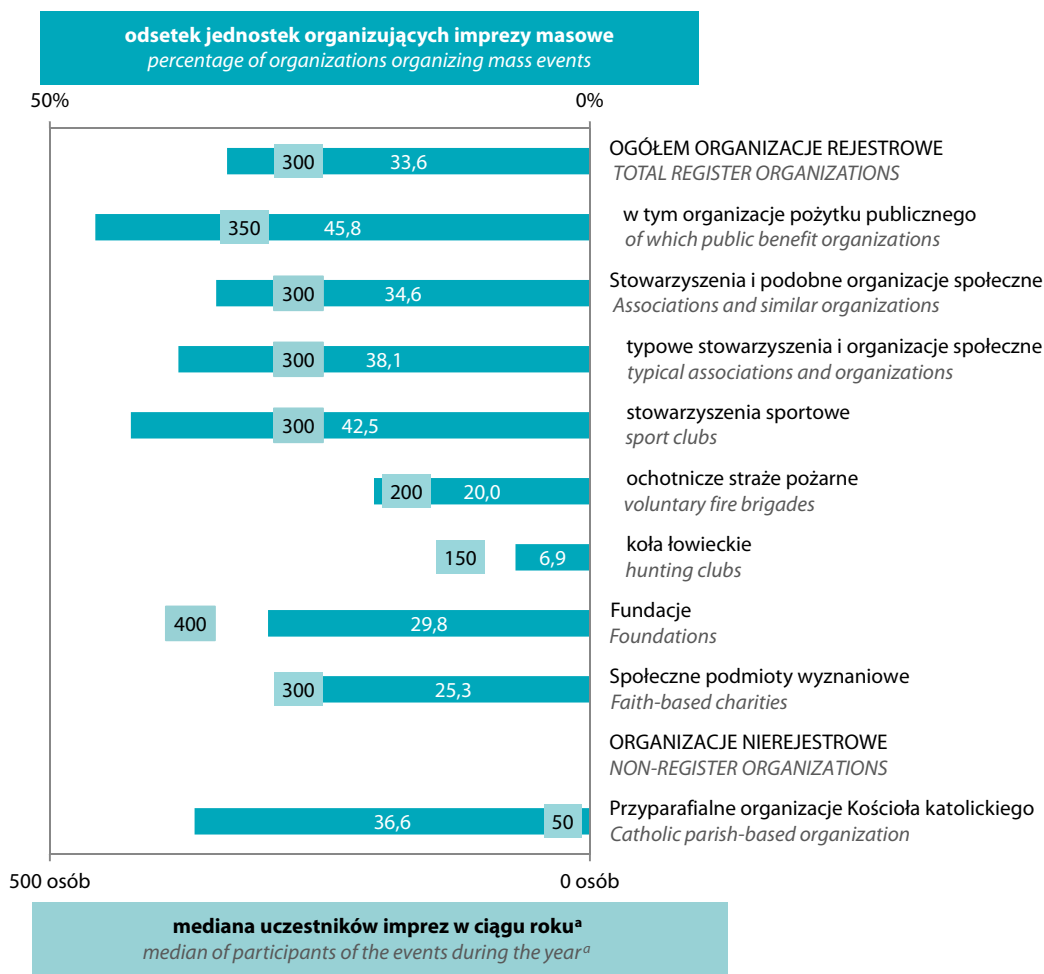 odsetek jednostek organizujących imprezy masowe
percentage of organizations organizing mass events
50% 0%
300 33,6 OGÓŁEM ORGANIZACJE REJESTROWE
TOTAL REGISTER ORGANIZATIONS
350 45,8 w tym organizacje pożytku publicznego
of which public benefit organizations
300 34,6 Stowarzyszenia i podobne organizacje społeczne
Associations and similar organizations
300 38,1 typowe stowarzyszenia i organizacje społeczne
typical associations and organizations
300 42,5 stowarzyszenia sportowe
sport clubs
200 20,0 ochotnicze straże pożarne
voluntary fire brigades
150 6,9 koła łowieckie
hunting clubs
400 29,8 Fundacje
Foundations
300 25,3 Społeczne podmioty wyznaniowe
Faith-based charities
ORGANIZACJE NIEREJESTROWE
NON-REGISTER ORGANIZATIONS
36,6 50 Przyparafialne organizacje Kościoła katolickiego
Catholic parish-based organization
500 osób 0 osób
mediana uczestników imprez w ciągu rokuᵃ
median of participants of the events during the yearᵃ